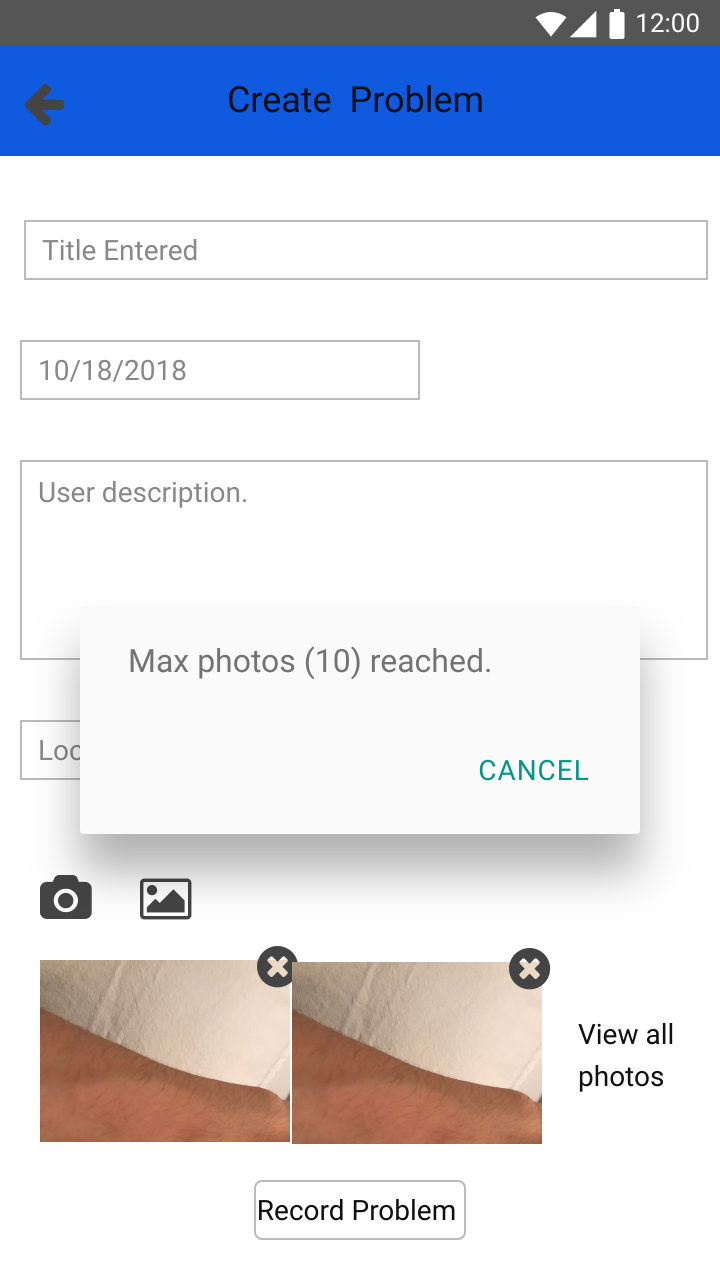 12:00
Create Problem
Title Entered
10/18/2018
User description.
Max photos (10) reached.
Loc
CANCEL
View all
photos
Record Problem